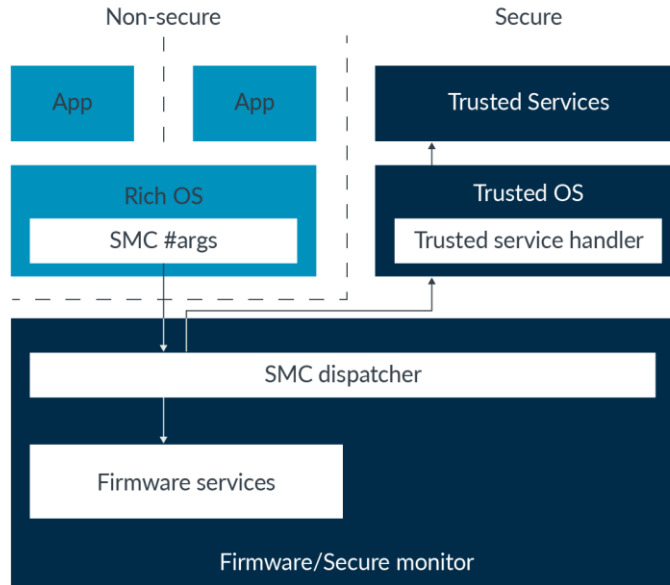 Non-secure
Secure
App
App
Trusted Services
Rich OS
Trusted OS
SMC #args
Trusted service handler
SMC dispatcher
Firmware services
Firmware/Secure monitor